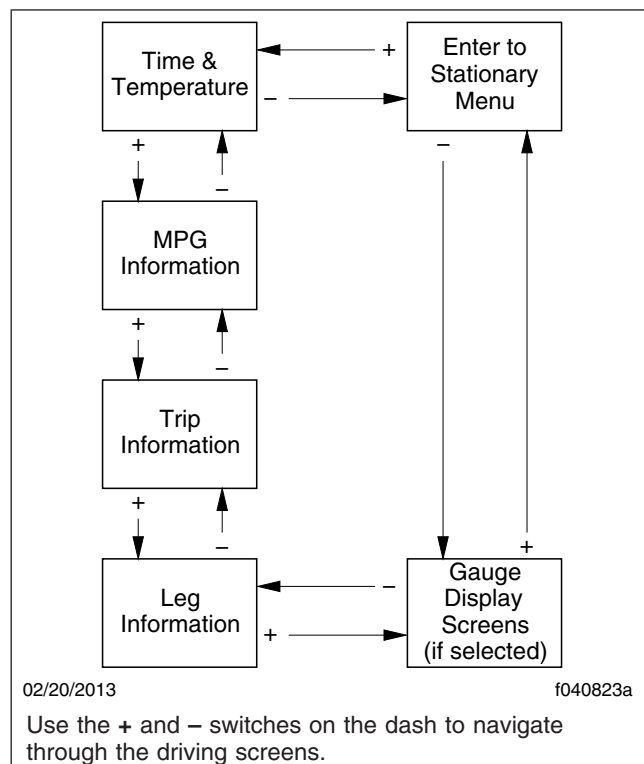 Time &
Temperature
+
–
Enter to
Stationary
Menu
+
–
–
MPG
Information
+
–
Trip
Information
+
–
Leg
Information
–
+
+
Gauge
Display
Screens
(if selected)
02/20/2013
f040823a
Use the + and – switches on the dash to navigate
through the driving screens.